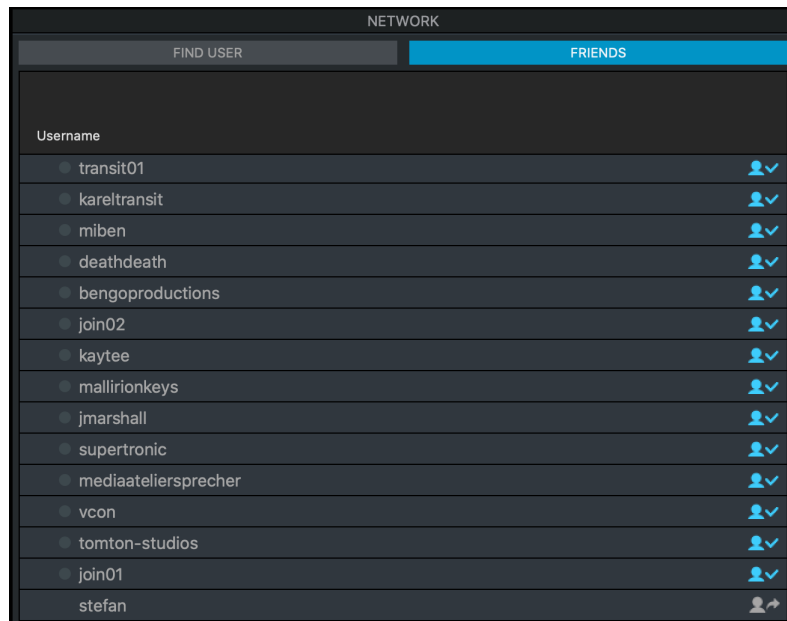 NETWORK
FIND USER FRIENDS
Username
transit01
kareltransit
miben
deathdeath
bengoproductions
join02
kaytee
mallirionkeys
jmarshall
supertronic
mediaateliersprecher
vcon
tomton-studios
join01
stefan